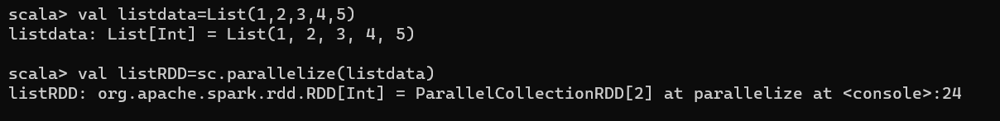 scala> val listdata=List(1,2,3,4,5)
listdata: List[Int] = List(1, 2, 3, 4, 5)
scala> val listRDD=sc.parallelize(listdata)
listRDD: org.apache.spark.rdd.RDD[Int] = ParallelCollectionRDD[2] at parallelize at <console>:24